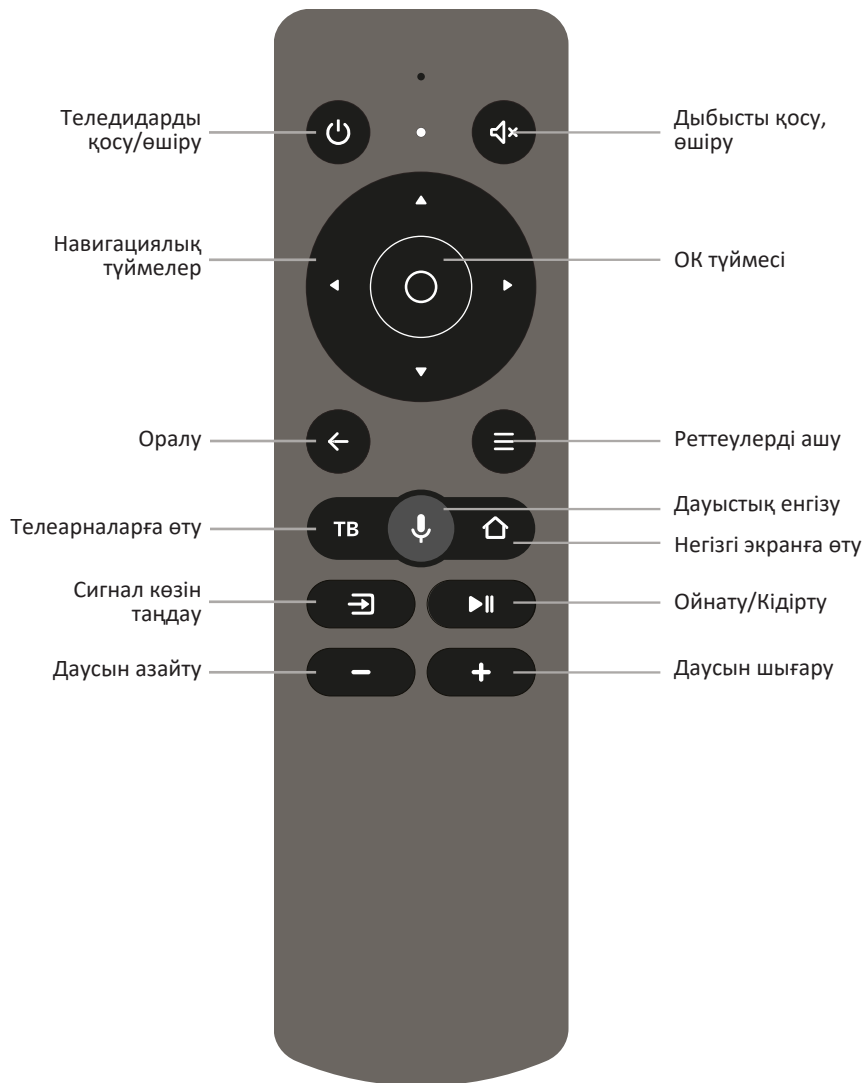 Теледидарды
қосу/өшіру
Дыбысты қосу,
өшіру
Навигациялық
түймелер
ОК түймесі
Оралу
Реттеулерді ашу
Телеарналарға өту
ТВ
Дауыстық енгізу
Негізгі экранға өту
Сигнал көзін
таңдау
Ойнату/Кідірту
Даусын азайту
Даусын шығару